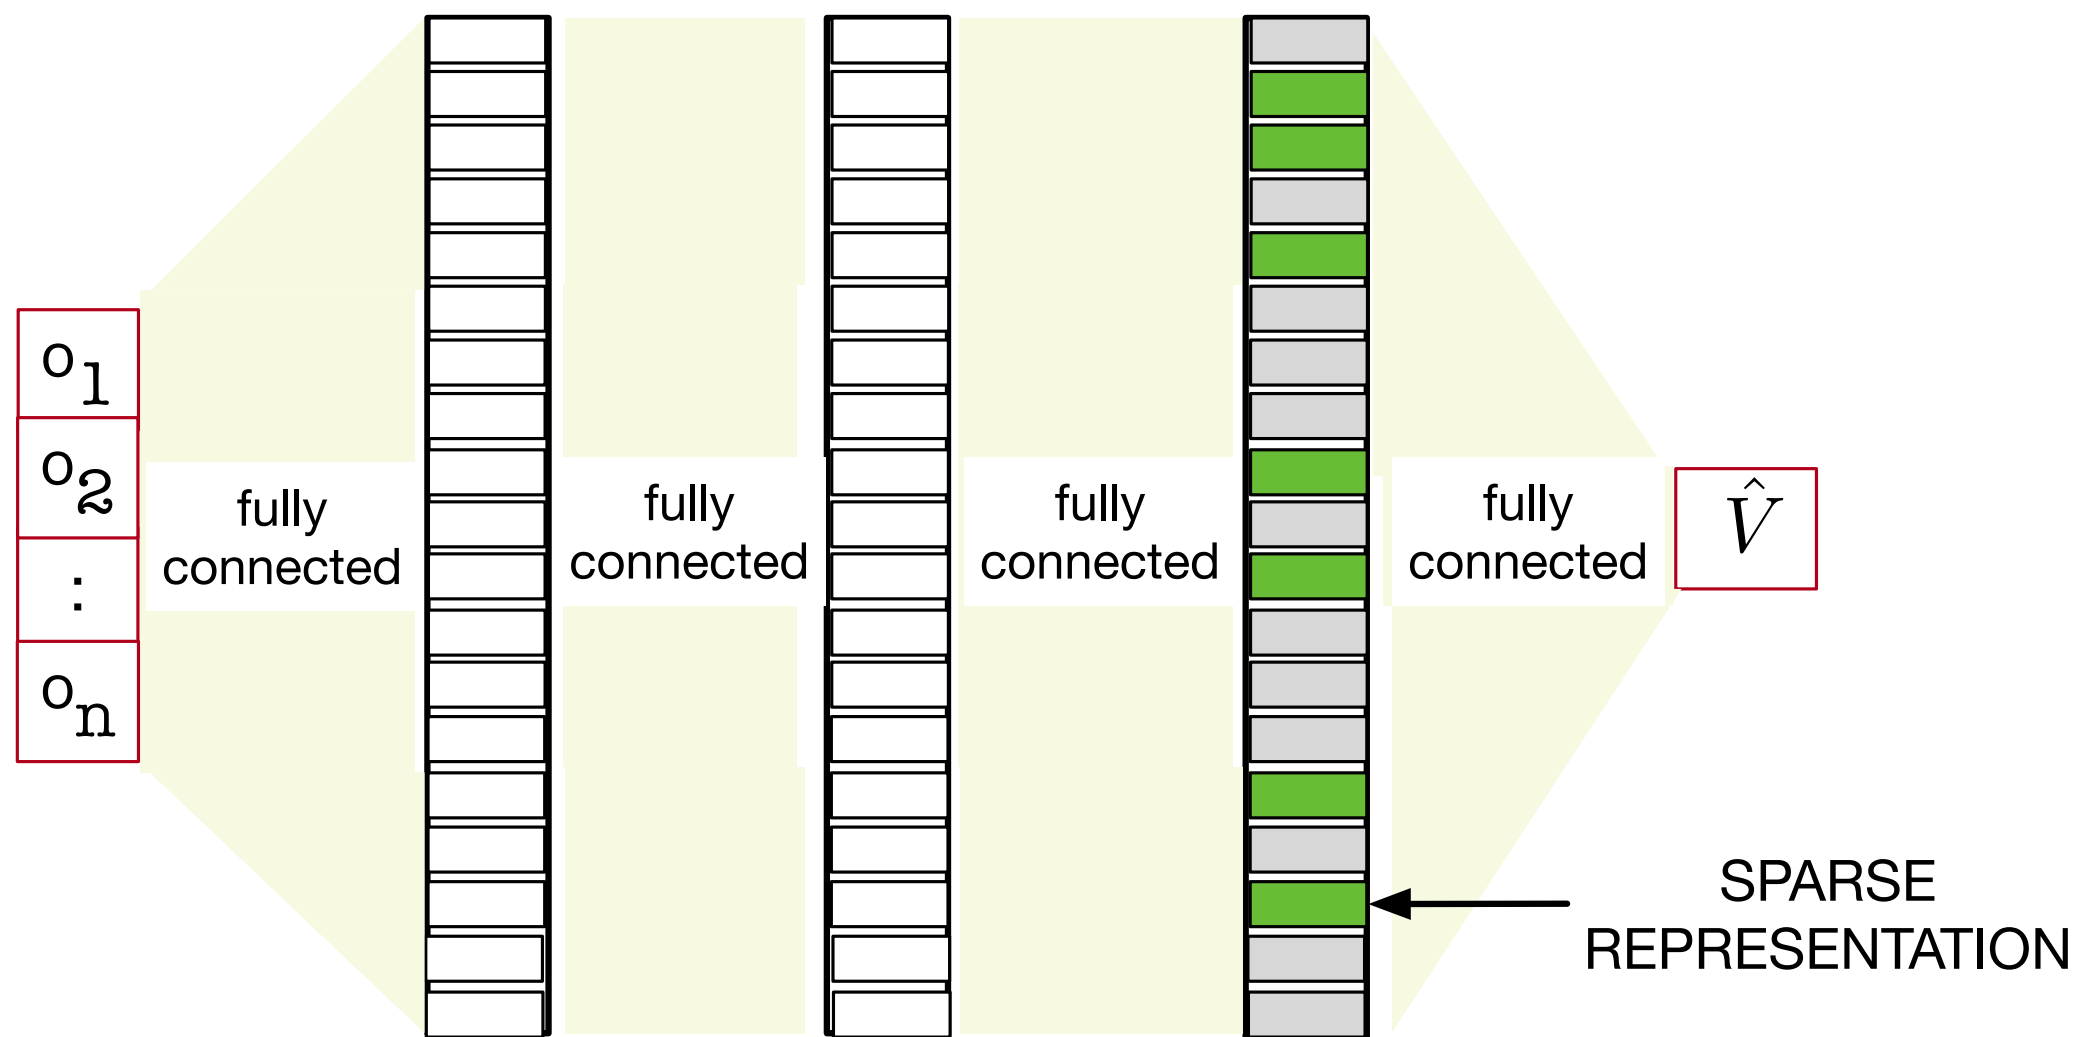 o₁
o₂
:
oₙ
fully
connected
fully
connected
fully
connected
fully
connected
V̂
SPARSE
REPRESENTATION